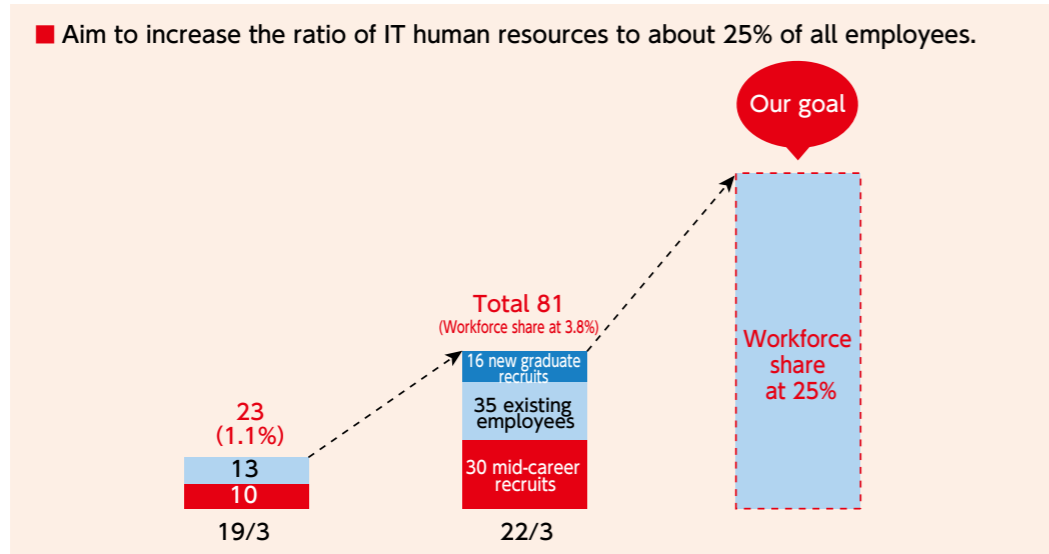 Aim to increase the ratio of IT human resources to about 25% of all employees.
Our goal
Total 81
(Workforce share at 3.8%)
16 new graduate
recruits
35 existing
employees
30 mid-career
recruits
23
(1.1%)
13
10
Workforce
share
at 25%
19/3
22/3